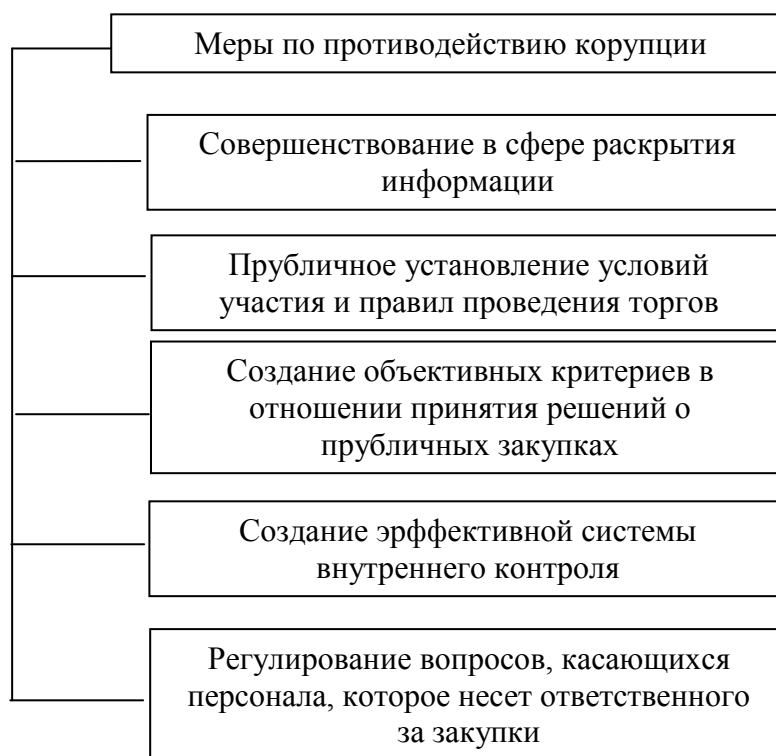 Меры по противодействию корупции
Совершенствование в сфере раскрытия
информации
Прубличное установление условий
участия и правил проведения торгов
Создание объективных критериев в
отношении принятия решений о
прубличных закупках
Создание эрффективной системы
внутреннего контроля
Регулирование вопросов, касающихся
персонала, которое несет ответственного
за закупки